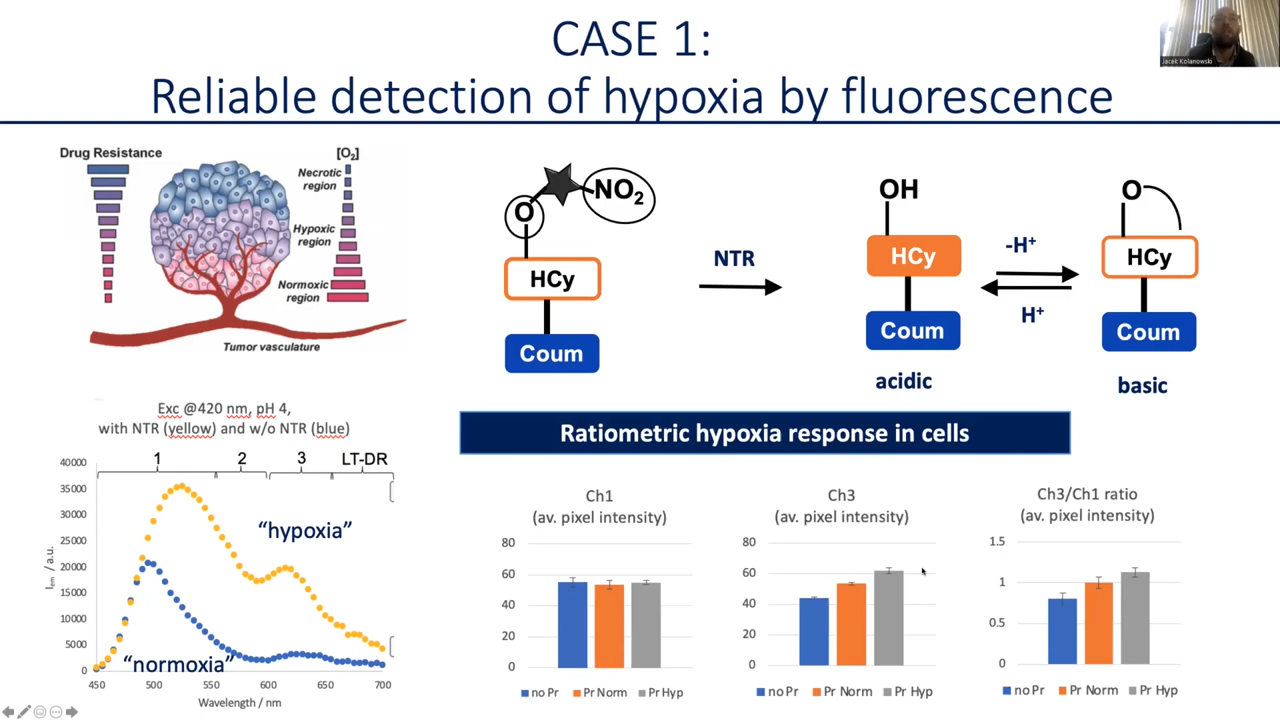 CASE 1:
Reliable detection of hypoxia by fluorescence
Jacek Kolanowski
Drug Resistance
[O2]
Necrotic
region
Hypoxic
region
Normoxic
region
Tumor vasculature
O
NO2
HCy
Coum
NTR
OH
HCy
Coum
acidic
-H+
H+
O
HCy
Coum
basic
Exc @420 nm, pH 4,
with NTR (yellow) and w/o NTR (blue)
1
2
3
LT-DR
40000
35000
30000
25000
20000
15000
10000
5000
0
Iem / a.u.
"hypoxia"
"normoxia"
450 500 550 600 650 700
Wavelength / nm
Ratiometric hypoxia response in cells
Ch1
(av. pixel intensity)
80
60
40
20
0
no Pr Pr Norm Pr Hyp
Ch3
(av. pixel intensity)
80
60
40
20
0
no Pr Pr Norm Pr Hyp
Ch3/Ch1 ratio
(av. pixel intensity)
1.5
1
0.5
0
no Pr Pr Norm Pr Hyp